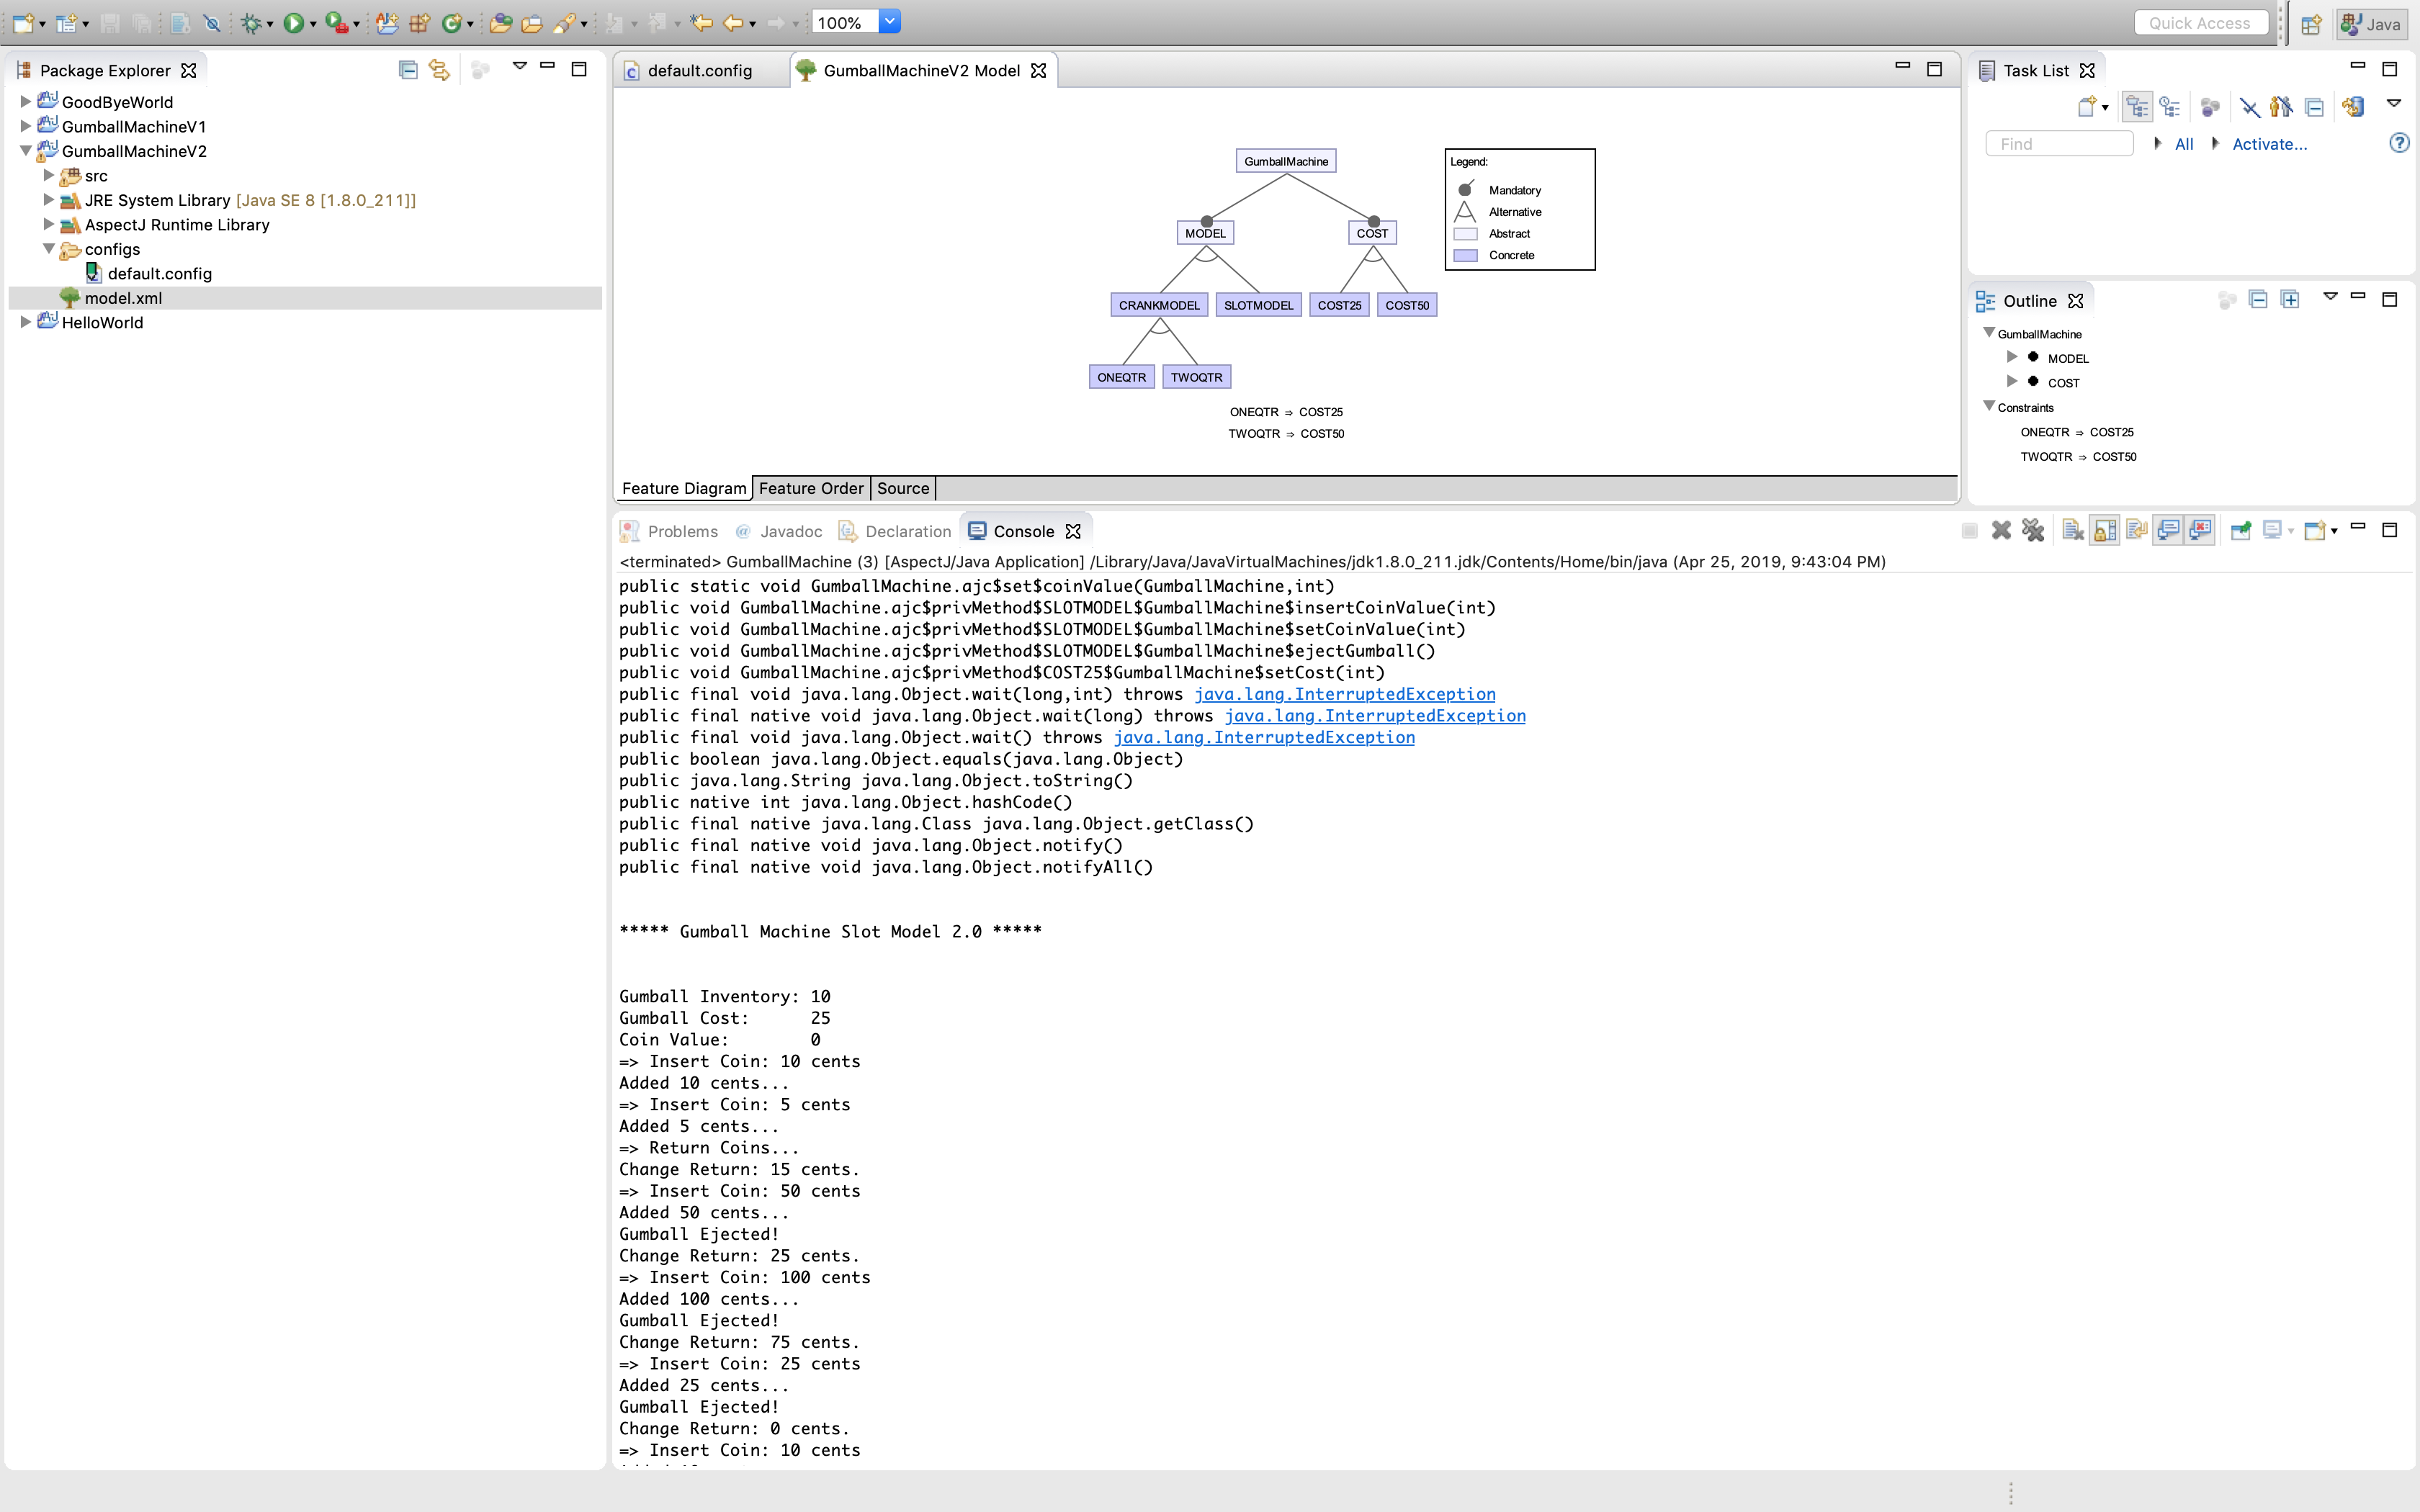 100%
Quick Access
Java
Package Explorer
GoodByeWorld
GumballMachineV1
GumballMachineV2
src
JRE System Library [Java SE 8 [1.8.0_211]]
AspectJ Runtime Library
configs
default.config
model.xml
HelloWorld
default.config
GumballMachineV2 Model
GumballMachine
MODEL
COST
CRANKMODEL
SLOTMODEL
COST25
COST50
ONEQTR
TWOQTR
ONEQTR ⇒ COST25
TWOQTR ⇒ COST50
Legend:
Mandatory
Alternative
Abstract
Concrete
Feature Diagram
Feature Order
Source
Task List
Find
All
Activate...
Outline
GumballMachine
MODEL
COST
Constraints
ONEQTR ⇒ COST25
TWOQTR ⇒ COST50
Problems
Javadoc
Declaration
Console
<terminated> GumballMachine (3) [AspectJ/Java Application] /Library/Java/JavaVirtualMachines/jdk1.8.0_211.jdk/Contents/Home/bin/java (Apr 25, 2019, 9:43:04 PM)
public static void GumballMachine.ajc$set$coinValue(GumballMachine,int)
public void GumballMachine.ajc$privMethod$SLOTMODEL$GumballMachine$insertCoinValue(int)
public void GumballMachine.ajc$privMethod$SLOTMODEL$GumballMachine$setCoinValue(int)
public void GumballMachine.ajc$privMethod$SLOTMODEL$GumballMachine$ejectGumball()
public void GumballMachine.ajc$privMethod$COST25$GumballMachine$setCost(int)
public final void java.lang.Object.wait(long,int) throws java.lang.InterruptedException
public final native void java.lang.Object.wait(long) throws java.lang.InterruptedException
public final void java.lang.Object.wait() throws java.lang.InterruptedException
public boolean java.lang.Object.equals(java.lang.Object)
public java.lang.String java.lang.Object.toString()
public native int java.lang.Object.hashCode()
public final native java.lang.Class java.lang.Object.getClass()
public final native void java.lang.Object.notify()
public final native void java.lang.Object.notifyAll()
***** Gumball Machine Slot Model 2.0 *****
Gumball Inventory: 10
Gumball Cost: 25
Coin Value: 0
=> Insert Coin: 10 cents
Added 10 cents...
=> Insert Coin: 5 cents
Added 5 cents...
=> Return Coins...
Change Return: 15 cents.
=> Insert Coin: 50 cents
Added 50 cents...
Gumball Ejected!
Change Return: 25 cents.
=> Insert Coin: 100 cents
Added 100 cents...
Gumball Ejected!
Change Return: 75 cents.
=> Insert Coin: 25 cents
Added 25 cents...
Gumball Ejected!
Change Return: 0 cents.
=> Insert Coin: 10 cents